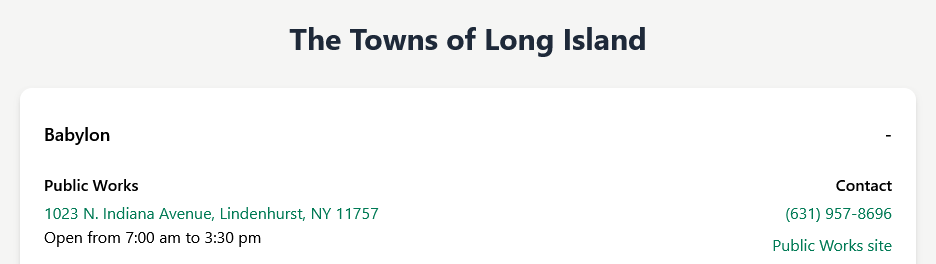 The Towns of Long Island
Babylon
-
Public Works
1023 N. Indiana Avenue, Lindenhurst, NY 11757
Open from 7:00 am to 3:30 pm
Contact
(631) 957-8696
Public Works site